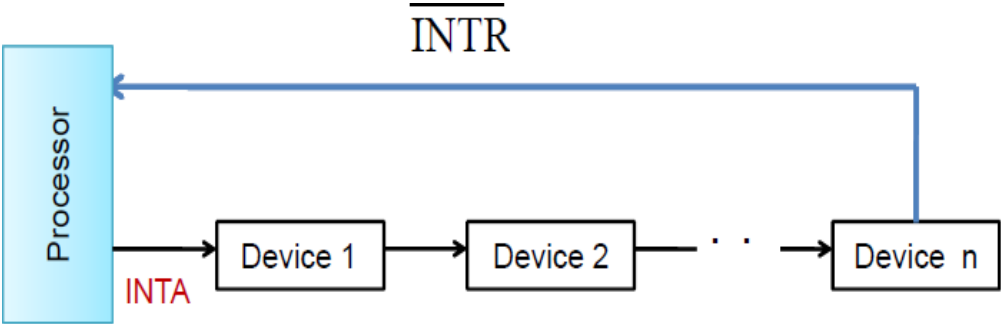 INTR
Processor
Device 1
Device 2
. .
Device n
INTA